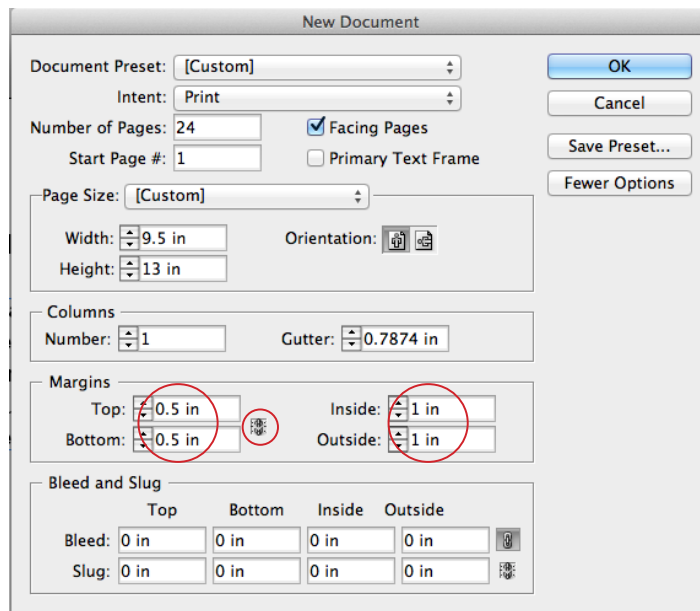 New Document
Document Preset: [Custom]
OK
Intent: Print
Cancel
Number of Pages: 24 Facing Pages
Save Preset...
Start Page #: 1 Primary Text Frame
Fewer Options
Page Size: [Custom]
Width: 9.5 in Orientation:
Height: 13 in
Columns
Number: 1 Gutter: 0.7874 in
Margins
Top: 0.5 in Inside: 1 in
Bottom: 0.5 in Outside: 1 in
Bleed and Slug
Top Bottom Inside Outside
Bleed: 0 in 0 in 0 in 0 in
Slug: 0 in 0 in 0 in 0 in